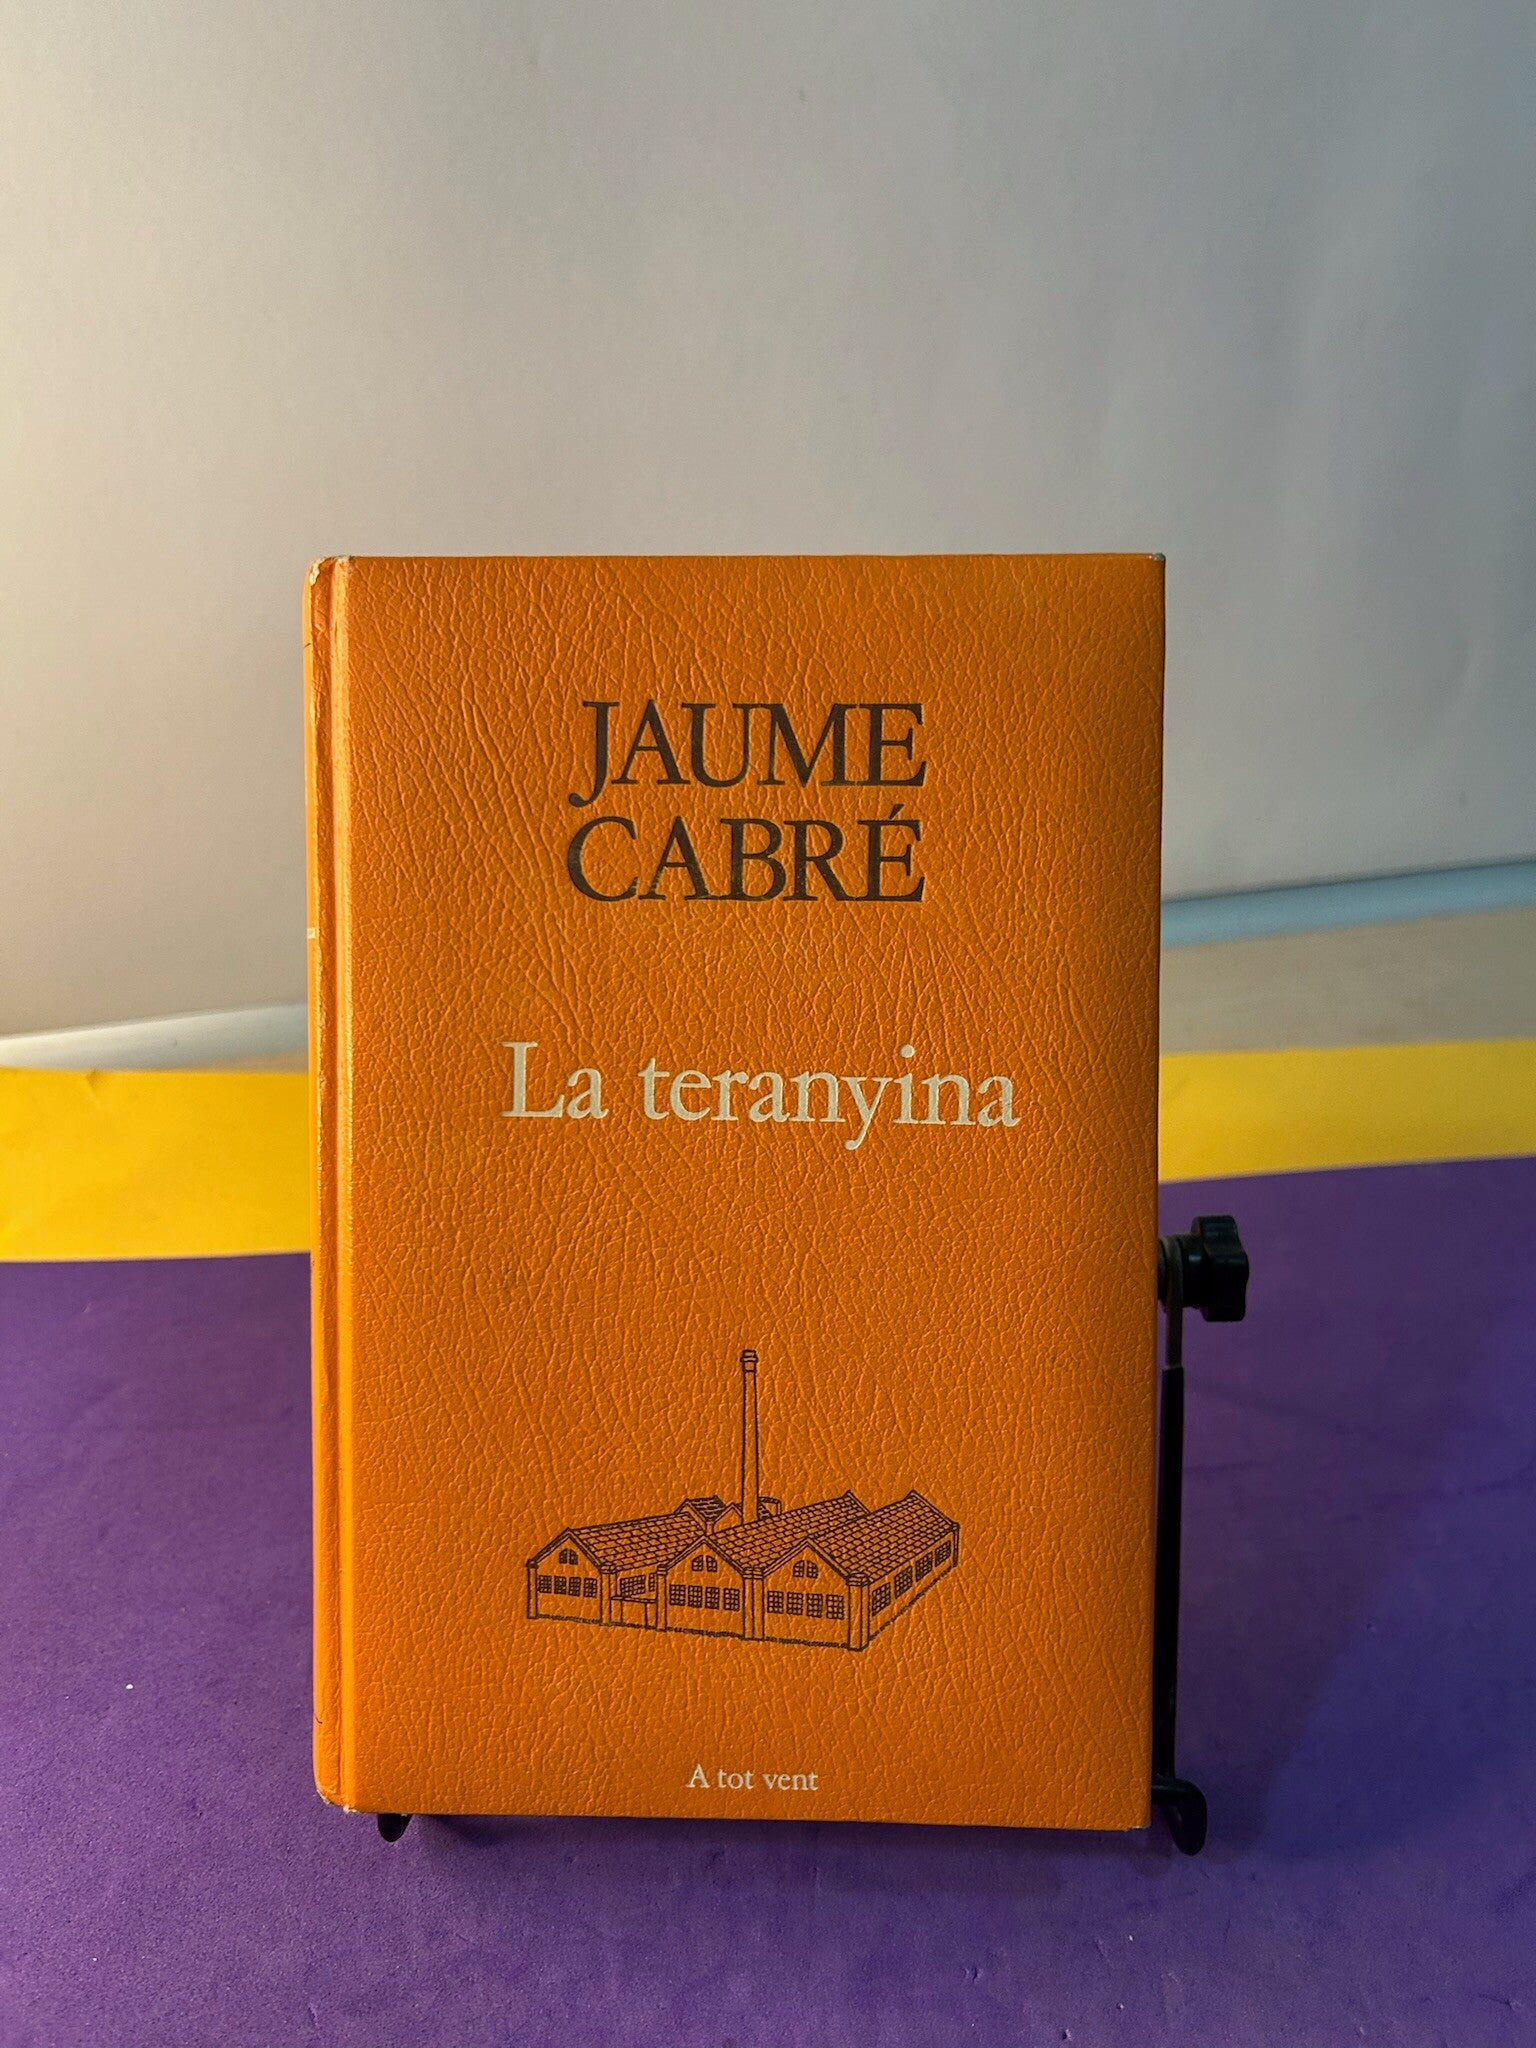 JAUME
CABRÉ
La teranyina
A tot vent